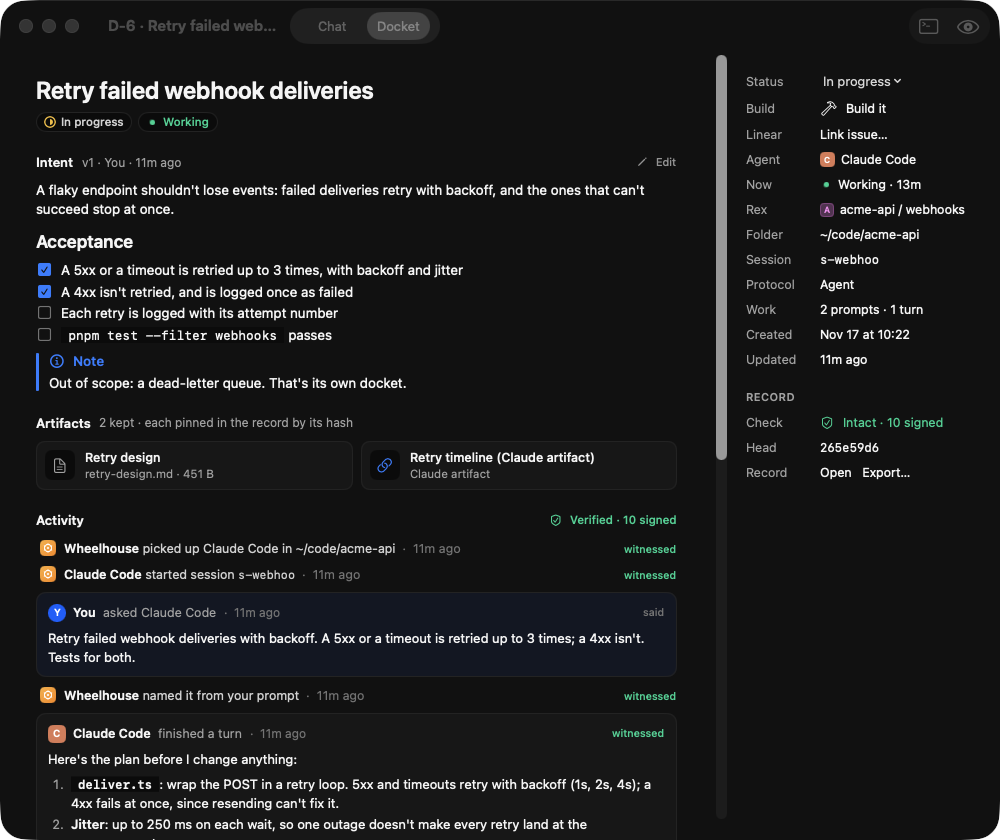 D-6 · Retry failed web...
Chat
Docket
Retry failed webhook deliveries
In progress
Working
Intent v1 · You · 11m ago
Edit
A flaky endpoint shouldn't lose events: failed deliveries retry with backoff, and the ones that can't
succeed stop at once.
Acceptance
A 5xx or a timeout is retried up to 3 times, with backoff and jitter
A 4xx isn't retried, and is logged once as failed
Each retry is logged with its attempt number
pnpm test --filter webhooks passes
Note
Out of scope: a dead-letter queue. That's its own docket.
Artifacts 2 kept · each pinned in the record by its hash
Retry design
retry-design.md · 451 B
Retry timeline (Claude artifact)
Claude artifact
Activity
Verified · 10 signed
Wheelhouse picked up Claude Code in ~/code/acme-api · 11m ago
witnessed
Claude Code started session s-webhoo · 11m ago
witnessed
Y You asked Claude Code · 11m ago
said
Retry failed webhook deliveries with backoff. A 5xx or a timeout is retried up to 3 times; a 4xx isn't.
Tests for both.
Wheelhouse named it from your prompt · 11m ago
witnessed
C Claude Code finished a turn · 11m ago
witnessed
Here's the plan before I change anything:
1. deliver.ts : wrap the POST in a retry loop. 5xx and timeouts retry with backoff (1s, 2s, 4s); a
4xx fails at once, since resending can't fix it.
2. Jitter: up to 250 ms on each wait, so one outage doesn't make every retry land at the
Status In progress
Build Build it
Linear Link issue...
Agent C Claude Code
Now Working · 13m
Rex A acme-api / webhooks
Folder ~/code/acme-api
Session s-webhoo
Protocol Agent
Work 2 prompts · 1 turn
Created Nov 17 at 10:22
Updated 11m ago
RECORD
Check Intact · 10 signed
Head 265e59d6
Record Open Export...